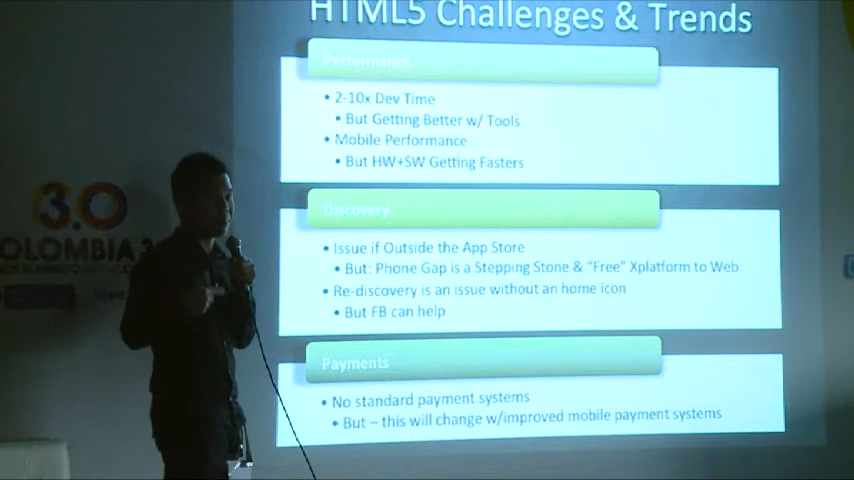 HTML5 Challenges & Trends
Performance
• 2-10x Dev Time
• But Getting Better w/ Tools
• Mobile Performance
• But HW+SW Getting Fasters
Discovery
• Issue if Outside the App Store
• But: Phone Gap is a Stepping Stone & "Free" Xplatform to Web
• Re-discovery is an issue without an home icon
• But FB can help
Payments
• No standard payment systems
• But – this will change w/improved mobile payment systems
3.0
OLOMBIA 3